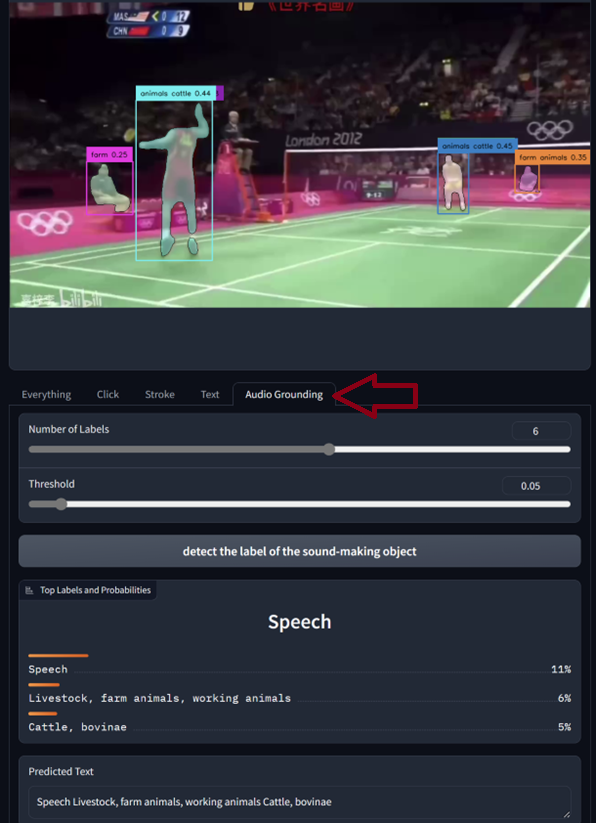 《世界名画》
MAS 0 12
CHN 0 9
animals cattle 0.44
London 2012
animals cattle 0.45
farm 0.25
farm animals 0.35
bilibili
Everything Click Stroke Text Audio Grounding
Number of Labels 6
Threshold 0.05
detect the label of the sound-making object
Top Labels and Probabilities
Speech
Speech 11%
Livestock, farm animals, working animals 6%
Cattle, bovinae 5%
Predicted Text
Speech Livestock, farm animals, working animals Cattle, bovinae